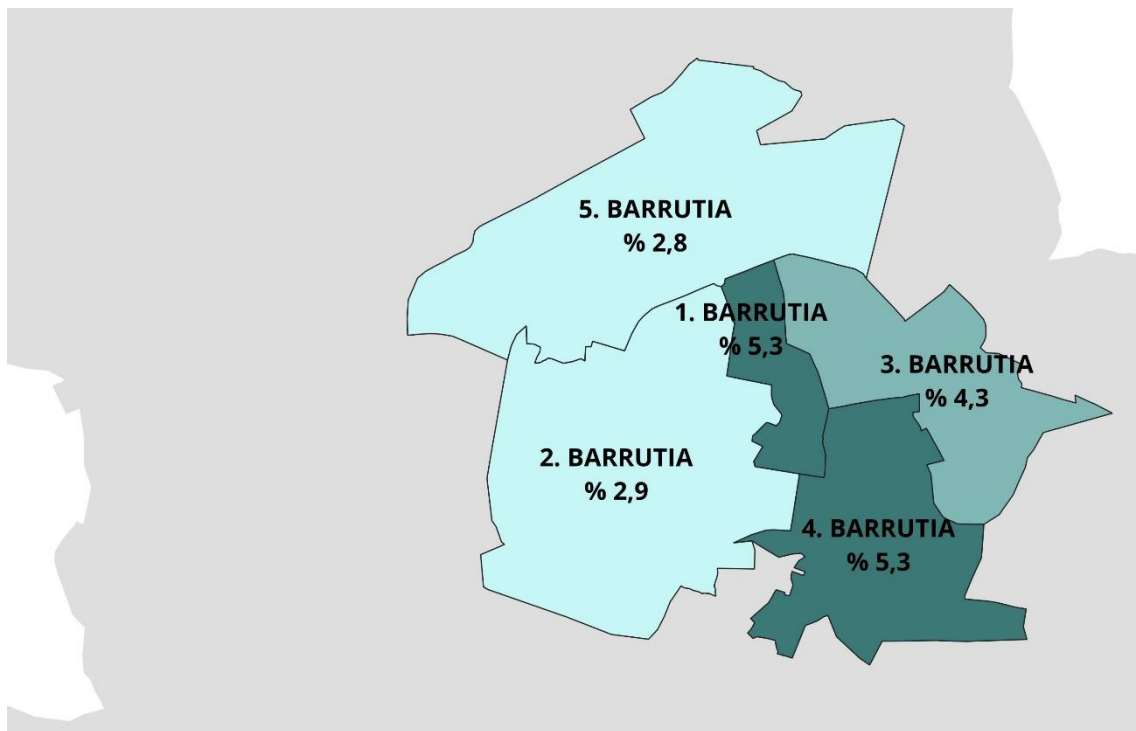 5. BARRUTIA
% 2,8
1. BARRUTIA
% 5,3
3. BARRUTIA
% 4,3
2. BARRUTIA
% 2,9
4. BARRUTIA
% 5,3